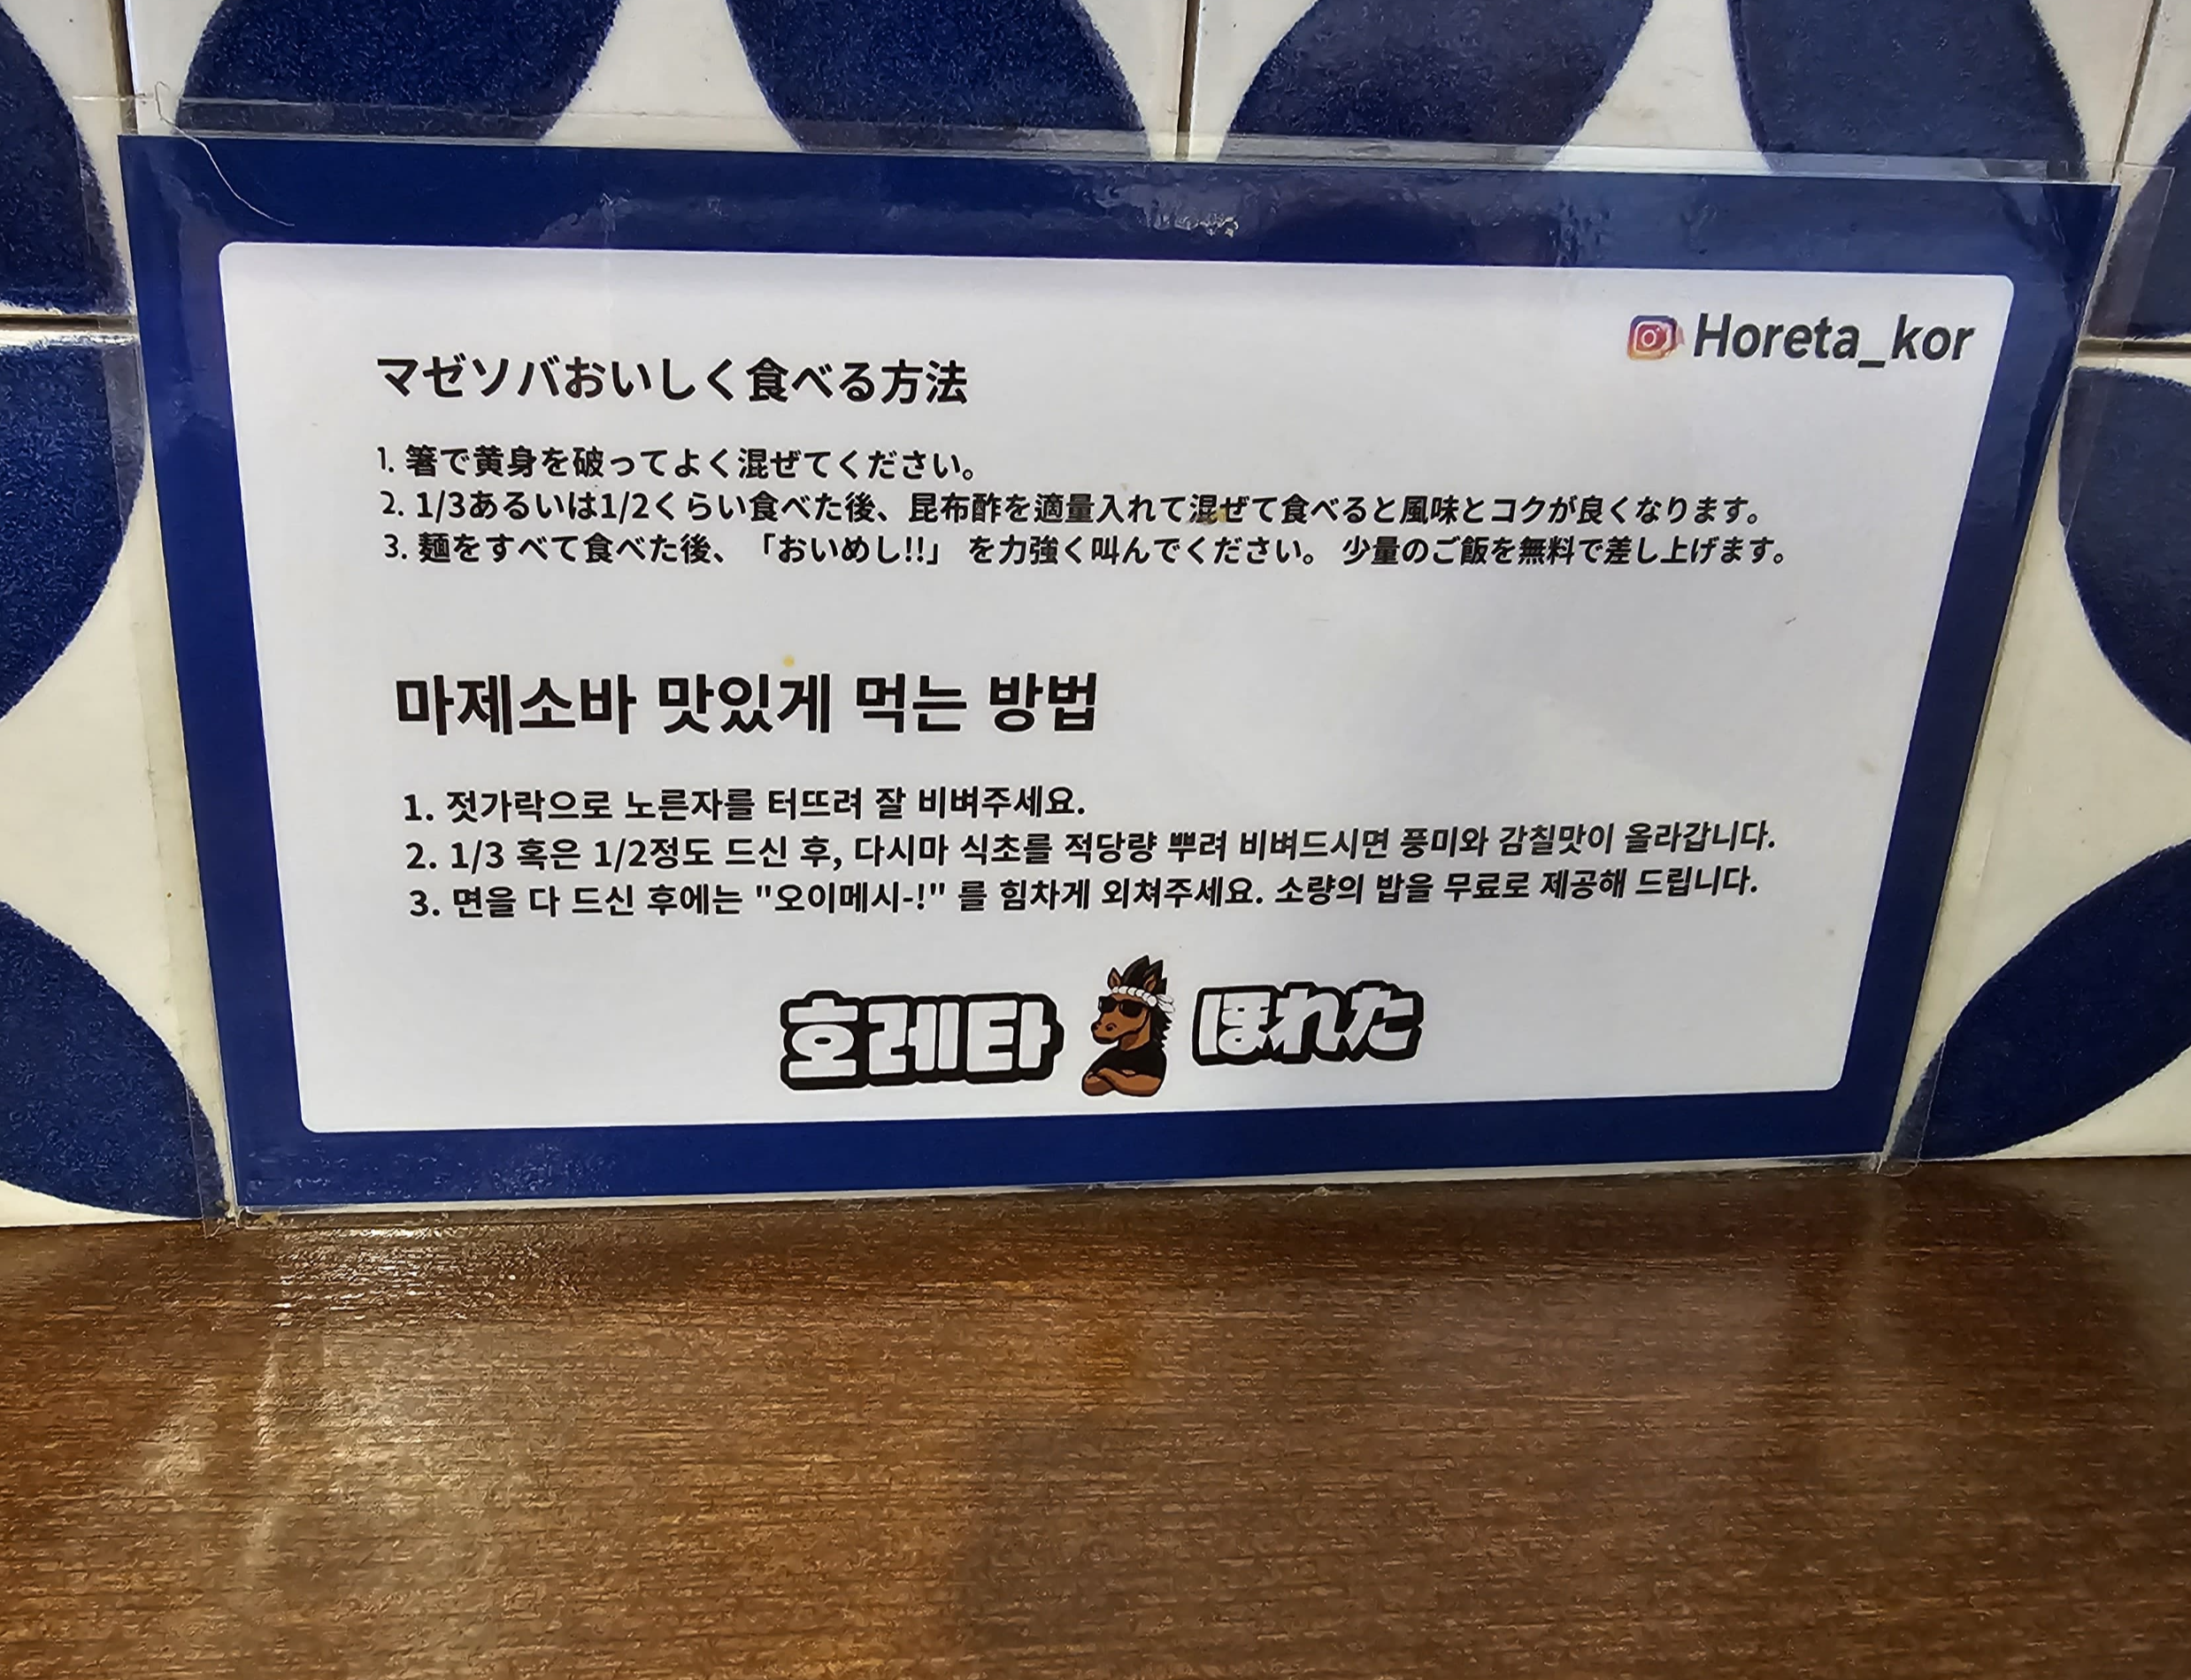 Horeta_kor
マゼソバおいしく食べる方法
1. 箸で黄身を破ってよく混ぜてください。
2. 1/3あるいは1/2くらい食べた後、昆布酢を適量入れて混ぜて食べると風味とコクが良くなります。
3. 麺をすべて食べた後、「おいめし!!」 を力強く叫んでください。 少量のご飯を無料で差し上げます。
마제소바 맛있게 먹는 방법
1. 젓가락으로 노른자를 터뜨려 잘 비벼주세요.
2. 1/3 혹은 1/2정도 드신 후, 다시마 식초를 적당량 뿌려 비벼드시면 풍미와 감칠맛이 올라갑니다.
3. 면을 다 드신 후에는 "오이메시-!" 를 힘차게 외쳐주세요. 소량의 밥을 무료로 제공해 드립니다.
호레타 ほれた